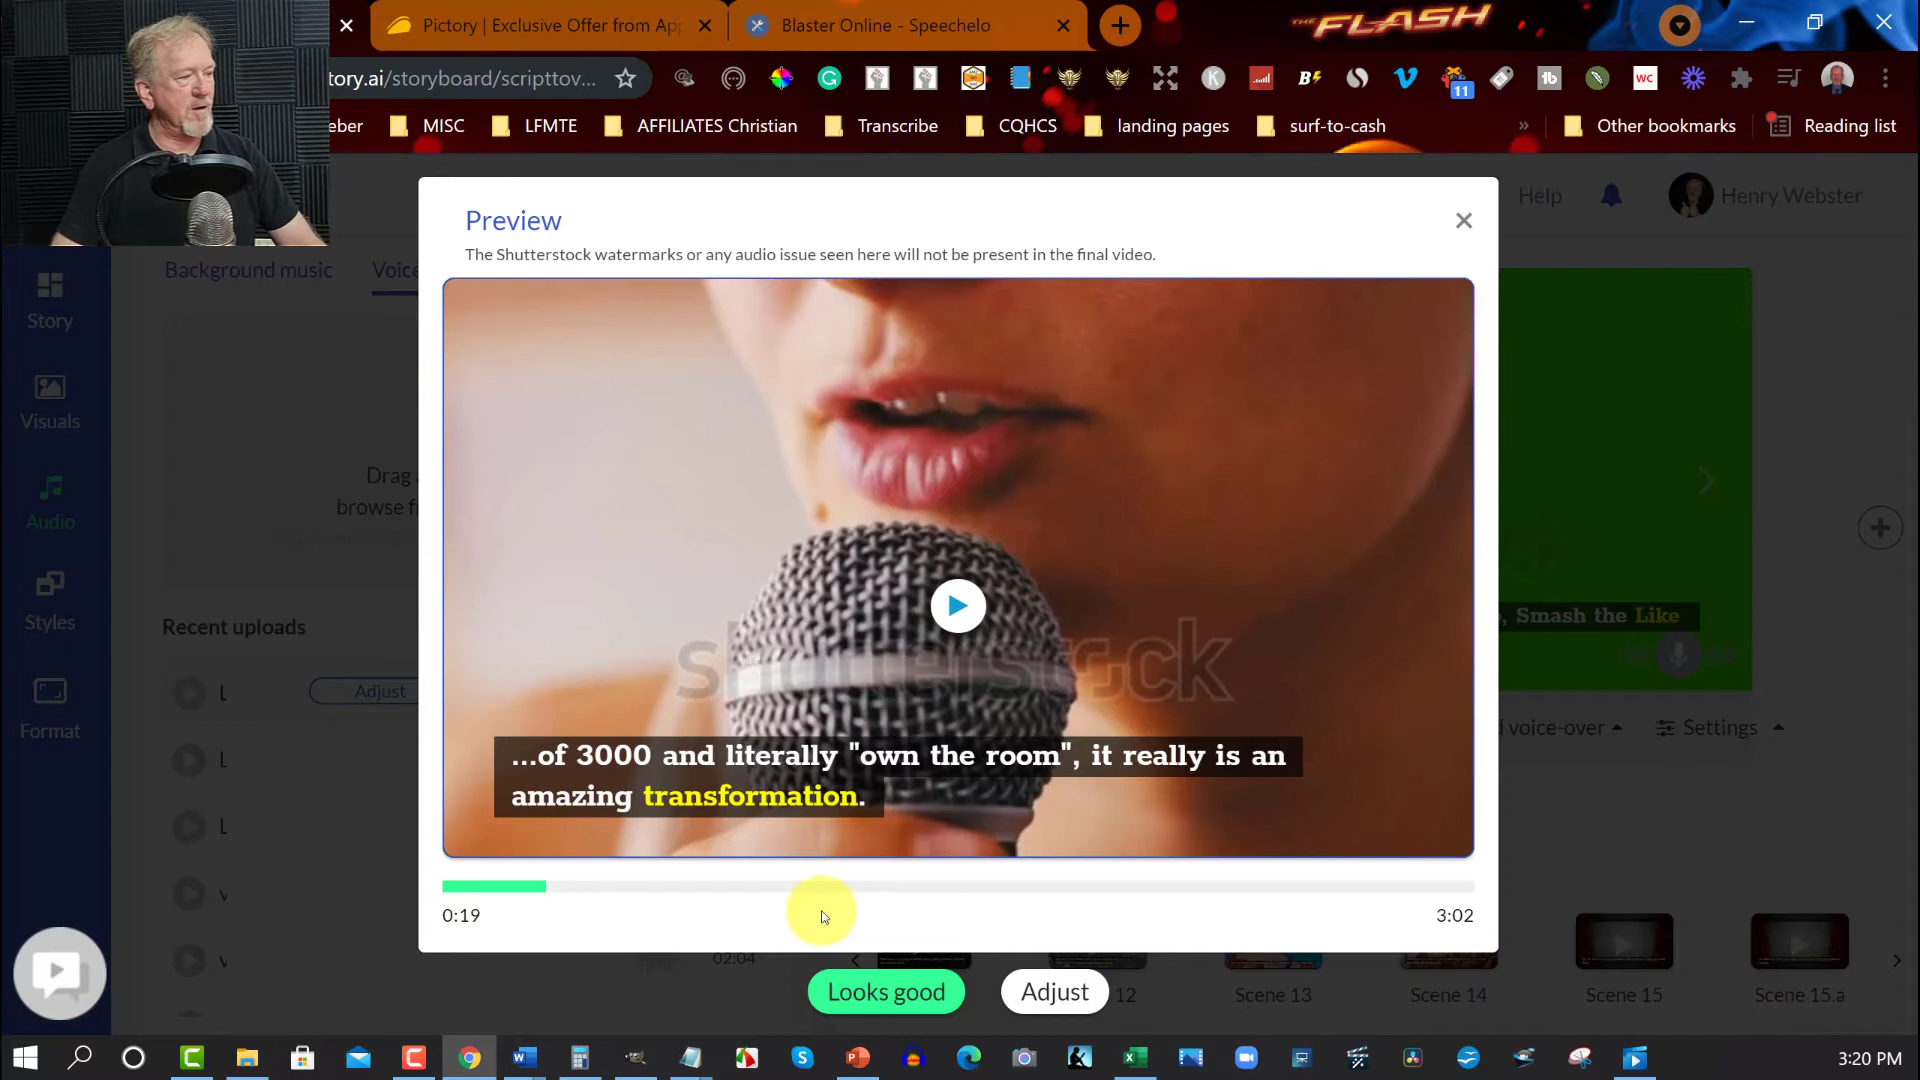 Pictory | Exclusive Offer from App
Blaster Online - Speechelo
THE FLASH
tory.ai/storyboard/scripttov...
11
WC
eber
MISC
LFMTE
AFFILIATES Christian
Transcribe
CQHCS
landing pages
surf-to-cash
»
Other bookmarks
Reading list
Help
Henry Webster
Preview
The Shutterstock watermarks or any audio issue seen here will not be present in the final video.
Background music
Voice
Story
Visuals
Audio
Styles
Format
Drag a
browse f
Recent uploads
L
Adjust
L
L
v
v
shutterstock
...of 3000 and literally "own the room", it really is an
amazing transformation.
, Smash the Like
d voice-over
Settings
0:19
3:02
02:04
Looks good
Adjust
12
Scene 13
Scene 14
Scene 15
Scene 15.a
3:20 PM